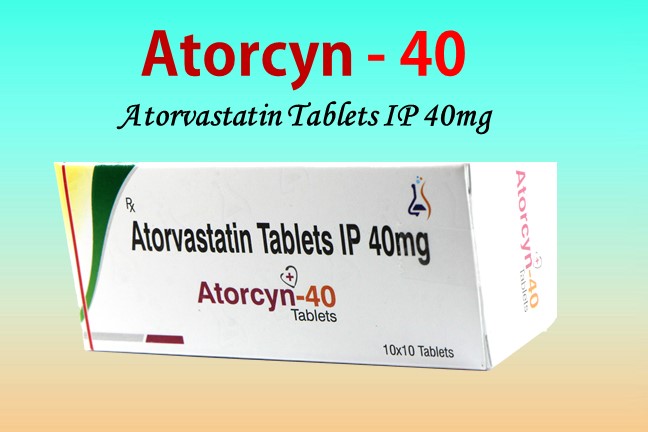 Atorcyn - 40
Atorvastatin Tablets IP 40mg
Rx
Atorvastatin Tablets IP 40mg
Atorcyn-40
Tablets
10x10 Tablets
Atorcyn-40
Tablets